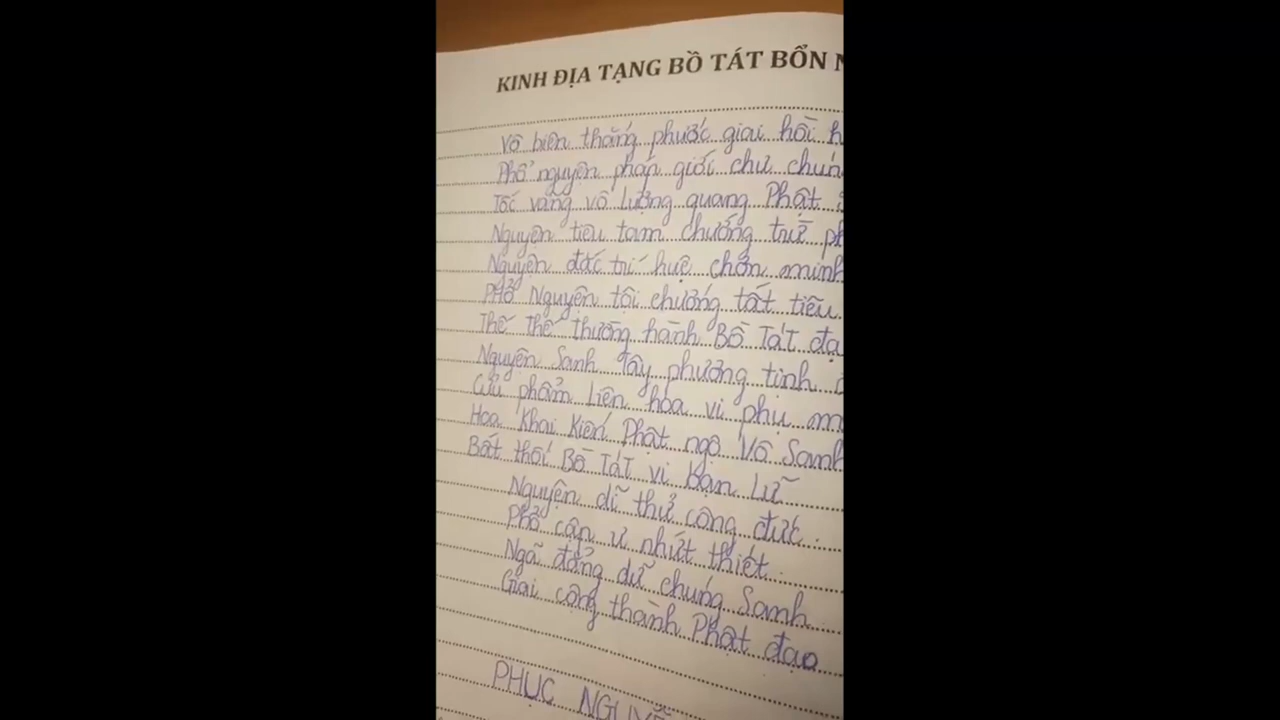 KINH ĐỊA TẠNG BỒ TÁT BỔN
Vô biên thắng phước giai hồi
Phổ nguyện pháp giới chư
Tốc vãng vô lượng quang Phật
Nguyện tiêu tam chướng trừ
Nguyện đắc trí huệ chơn minh
Phổ Nguyện tội chướng tất tiêu
Thế thế thường hành Bồ Tát
Nguyện Sanh Tây phương tịnh
Cửu phẩm Liên hoa vi phụ
Hoa Khai Kiến Phật ngộ Vô Sanh
Bất thối Bồ Tát vi bạn Lữ
Nguyện dĩ thử công đức.
Phổ cập ư nhứt thiết.
Ngã đẳng dữ chúng Sanh
Giai cộng thành Phật đạo
PHỤC